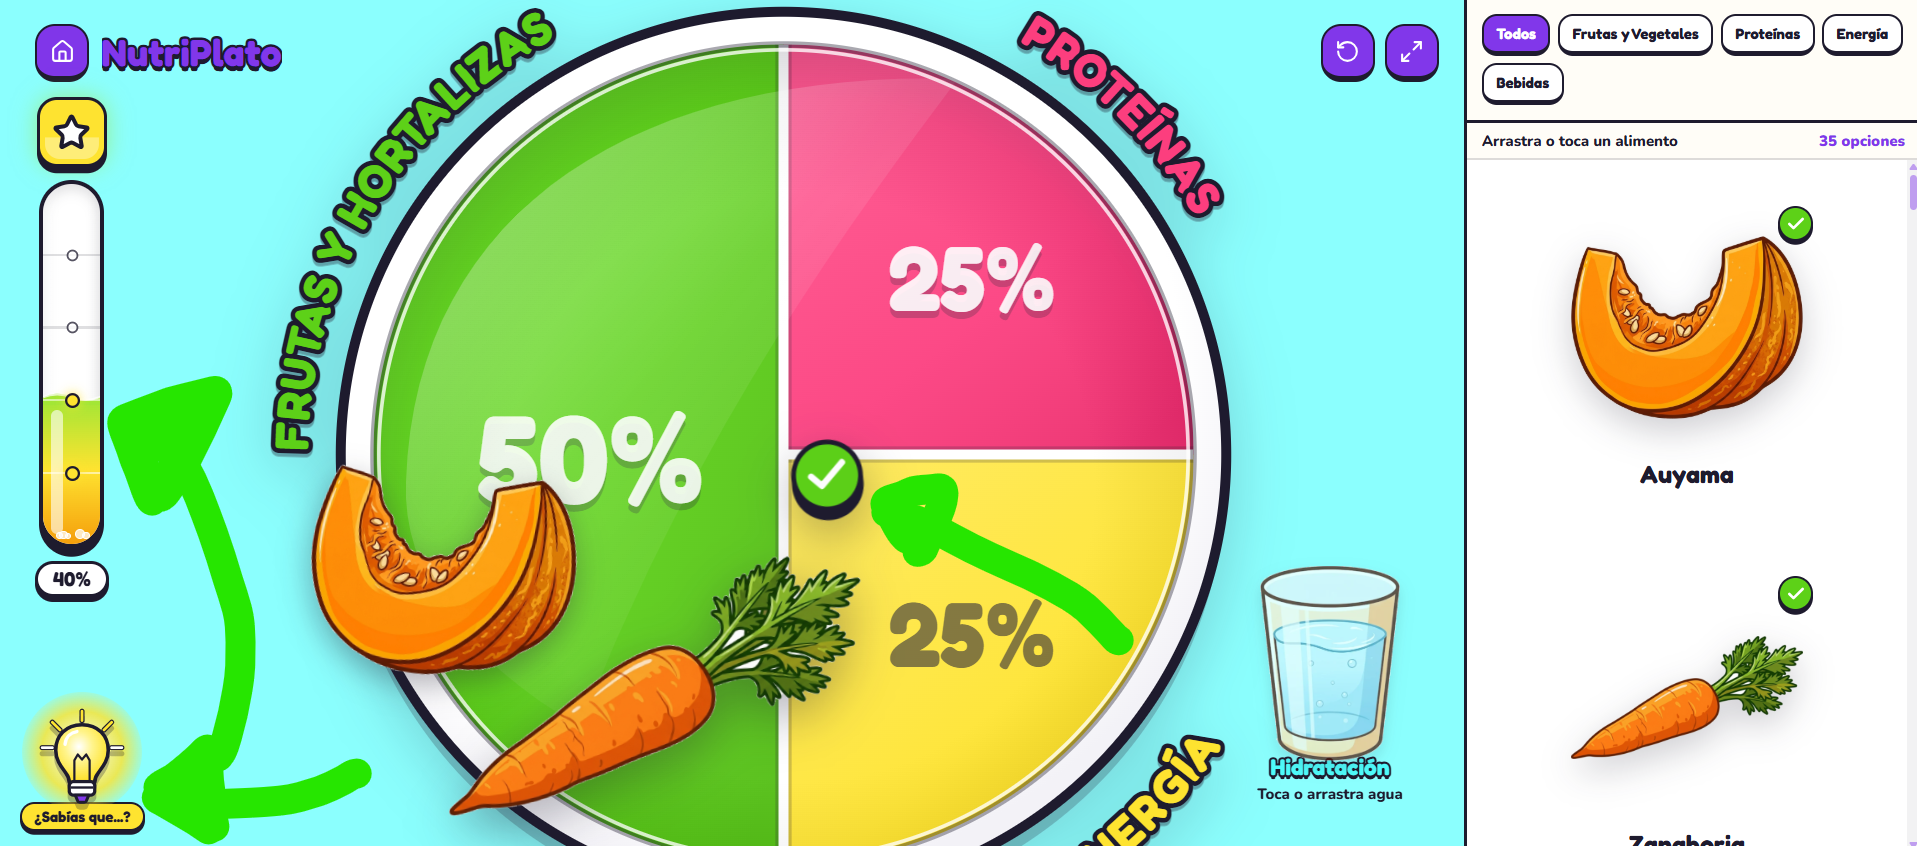 NutriPlato
FRUTAS Y HORTALIZAS
PROTEÍNAS
25%
50%
25%
40%
¿Sabías que...?
Hidratación
Toca o arrastra agua
Todos
Frutas y Vegetales
Proteínas
Energía
Bebidas
Arrastra o toca un alimento
35 opciones
Auyama